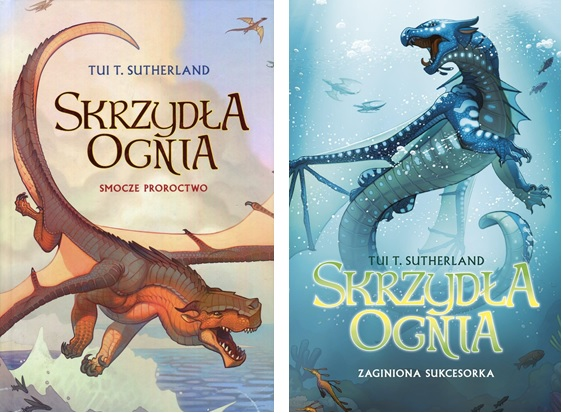 TUI T. SUTHERLAND
SKRZYDŁA
OGNIA
SMOCZE PROROCTWO
TUI T. SUTHERLAND
SKRZYDŁA
OGNIA
ZAGINIONA SUKCESORKA